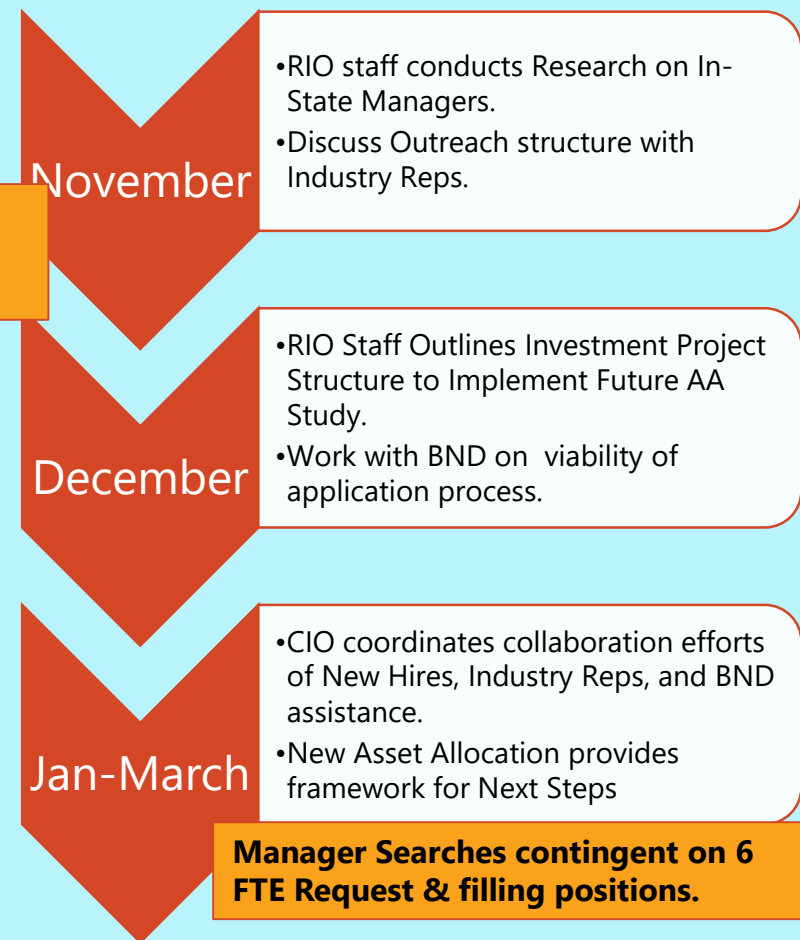 November
•RIO staff conducts Research on In-
State Managers.
•Discuss Outreach structure with
Industry Reps.
December
•RIO Staff Outlines Investment Project
Structure to Implement Future AA
Study.
•Work with BND on  viability of
application process.
Jan-March
•CIO coordinates collaboration efforts
of New Hires, Industry Reps, and BND
assistance.
•New Asset Allocation provides
framework for Next Steps
Manager Searches contingent on 6
FTE Request & filling positions.